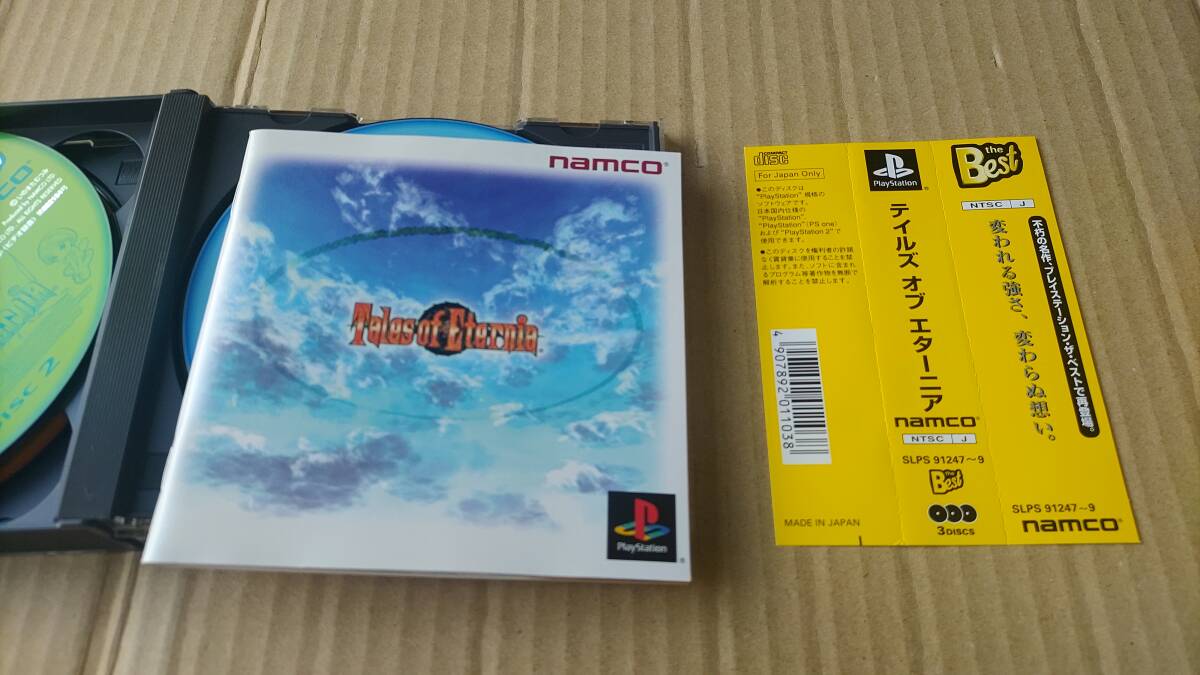 DISC 2
namco®
Tales of Eternia™
PlayStation®
COMPACT
disc
For Japan Only
●このディスクは
"PlayStation" 規格の
ソフトウェアです。
日本国内仕様の
"PlayStation",
"PlayStation"(PS one)
および "PlayStation 2"で
使用できます。
●このディスクを権利者の許諾
なく賃貸業に使用することを禁
止します。また、ソフトに含まれ
るプログラム等著作物を無断で
解析することを禁止します。
4 907892 011038
MADE IN JAPAN
PlayStation®
テイルズ オブ エターニア
namco®
NTSC J
SLPS 91247~9
the
Best
3DISCS
the
Best
NTSC J
不朽の名作、プレイステーション・ザ・ベストで再登場。
変われる強さ、変わらぬ想い。
SLPS 91247~9
namco®